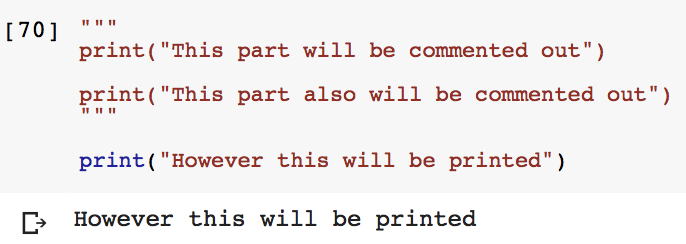 [70] """
print("This part will be commented out")
print("This part also will be commented out")
"""
print("However this will be printed")
However this will be printed